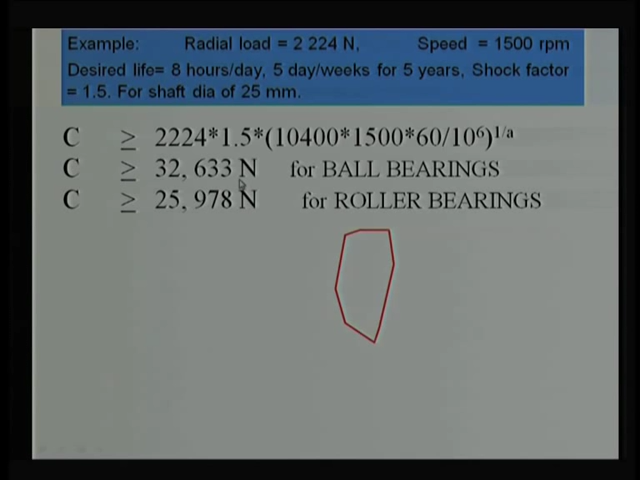 Example: Radial load = 2 224 N, Speed = 1500 rpm
Desired life= 8 hours/day, 5 day/weeks for 5 years, Shock factor
= 1.5. For shaft dia of 25 mm.
C ≥ 2224*1.5*(10400*1500*60/10⁶)¹/ᵃ
C ≥ 32, 633 N for BALL BEARINGS
C ≥ 25, 978 N for ROLLER BEARINGS